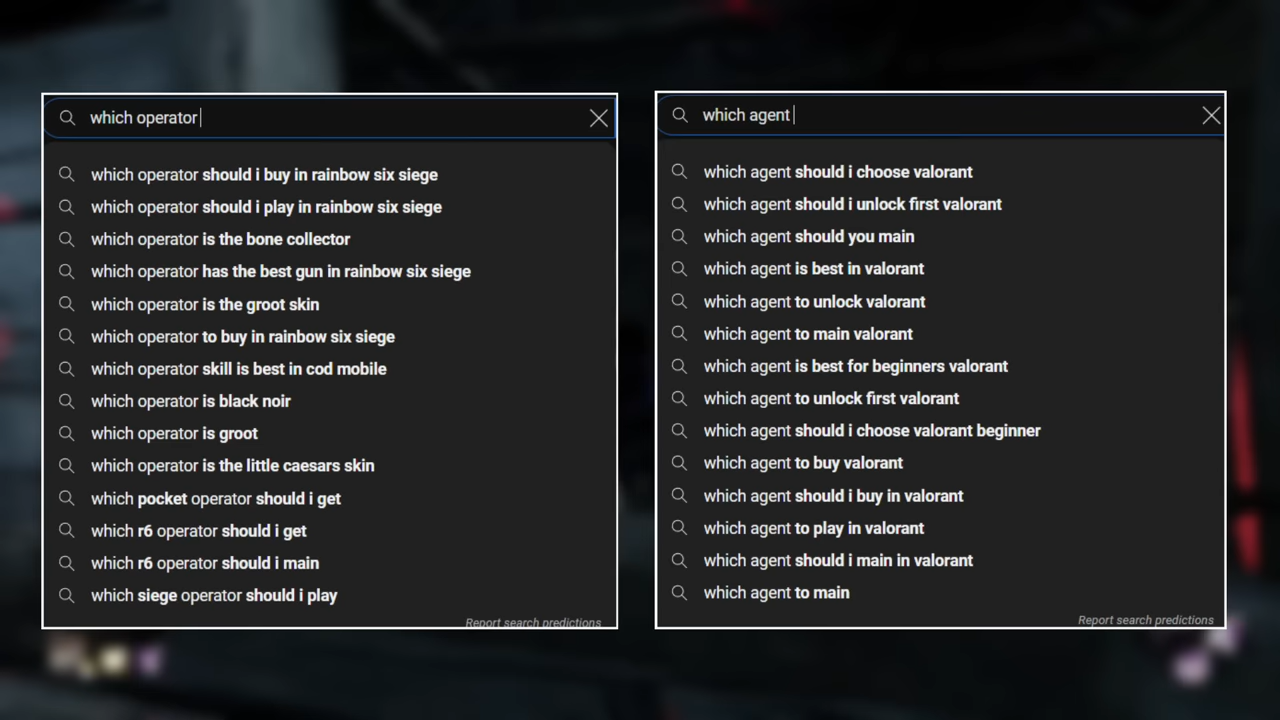 which operator
which operator should i buy in rainbow six siege
which operator should i play in rainbow six siege
which operator is the bone collector
which operator has the best gun in rainbow six siege
which operator is the groot skin
which operator to buy in rainbow six siege
which operator skill is best in cod mobile
which operator is black noir
which operator is groot
which operator is the little caesars skin
which pocket operator should i get
which r6 operator should i get
which r6 operator should i main
which siege operator should i play
Report search predictions
which agent
which agent should i choose valorant
which agent should i unlock first valorant
which agent should you main
which agent is best in valorant
which agent to unlock valorant
which agent to main valorant
which agent is best for beginners valorant
which agent to unlock first valorant
which agent should i choose valorant beginner
which agent to buy valorant
which agent should i buy in valorant
which agent to play in valorant
which agent should i main in valorant
which agent to main
Report search predictions